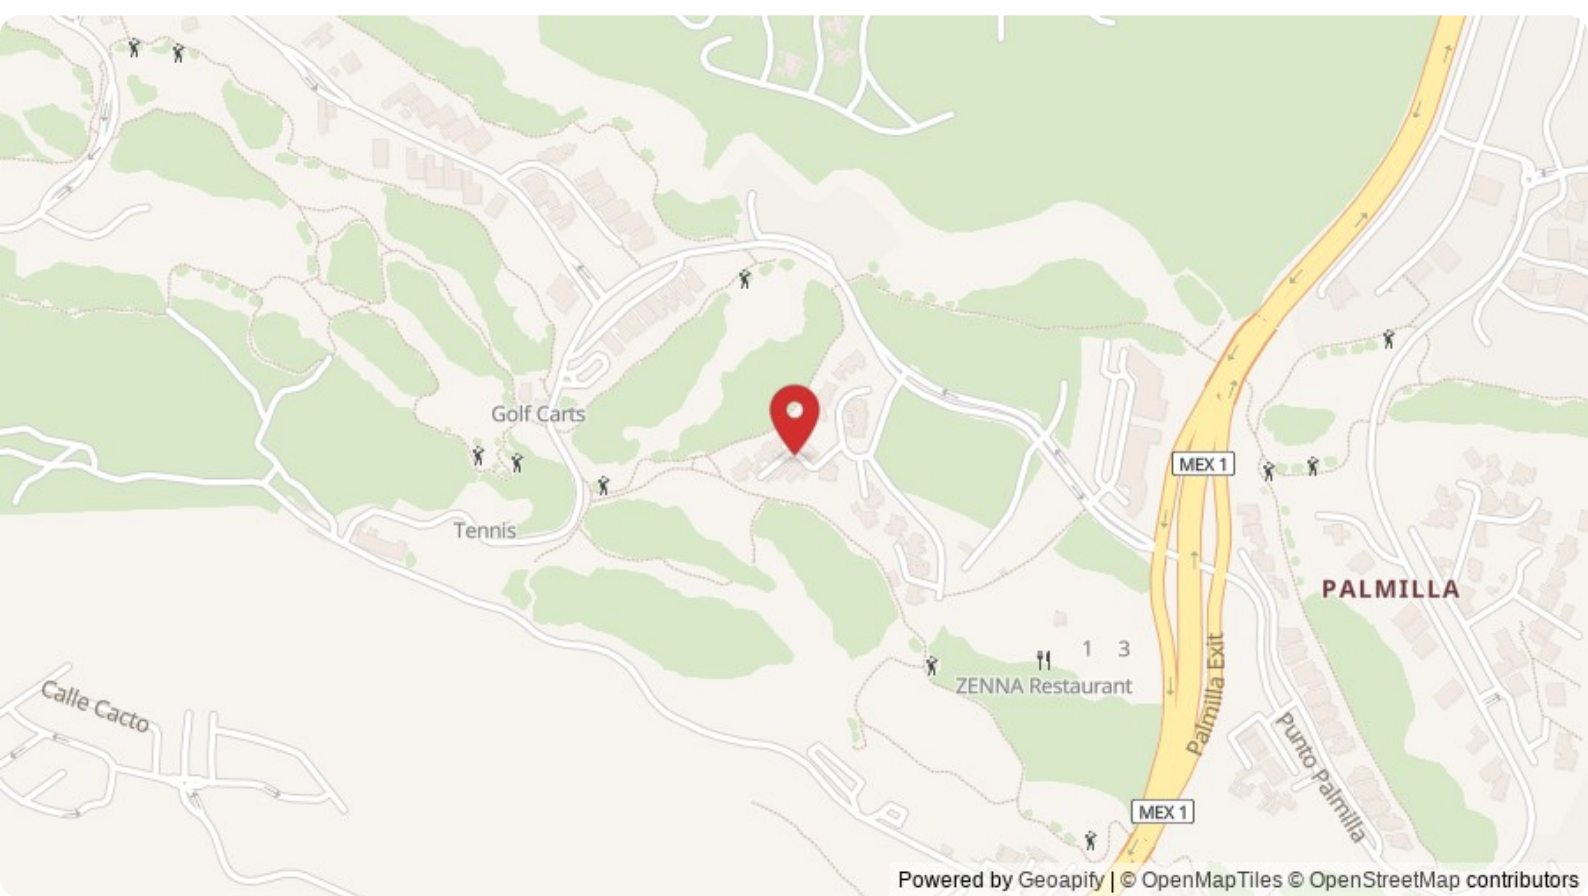 Golf Carts
MEX 1
Tennis
PALMILLA
1 3
ZENNA Restaurant
Palmilla Exit
Calle Cacto
Punto Palmilla
MEX 1
Powered by Geoapify | © OpenMapTiles © OpenStreetMap contributors